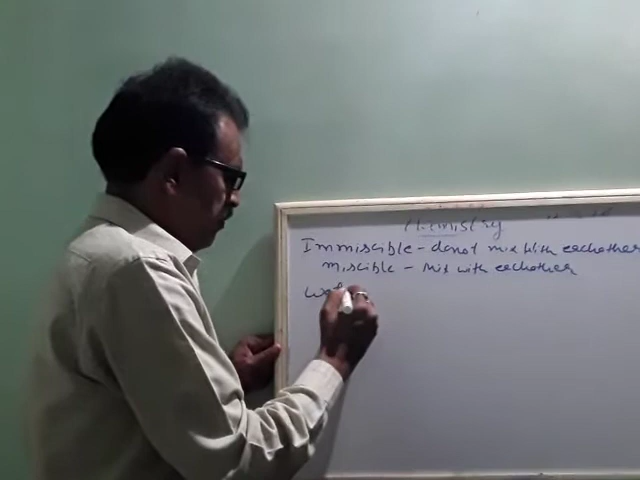 Chemistry
Immiscible - donot mix with eachother
miscible - mix with eachother